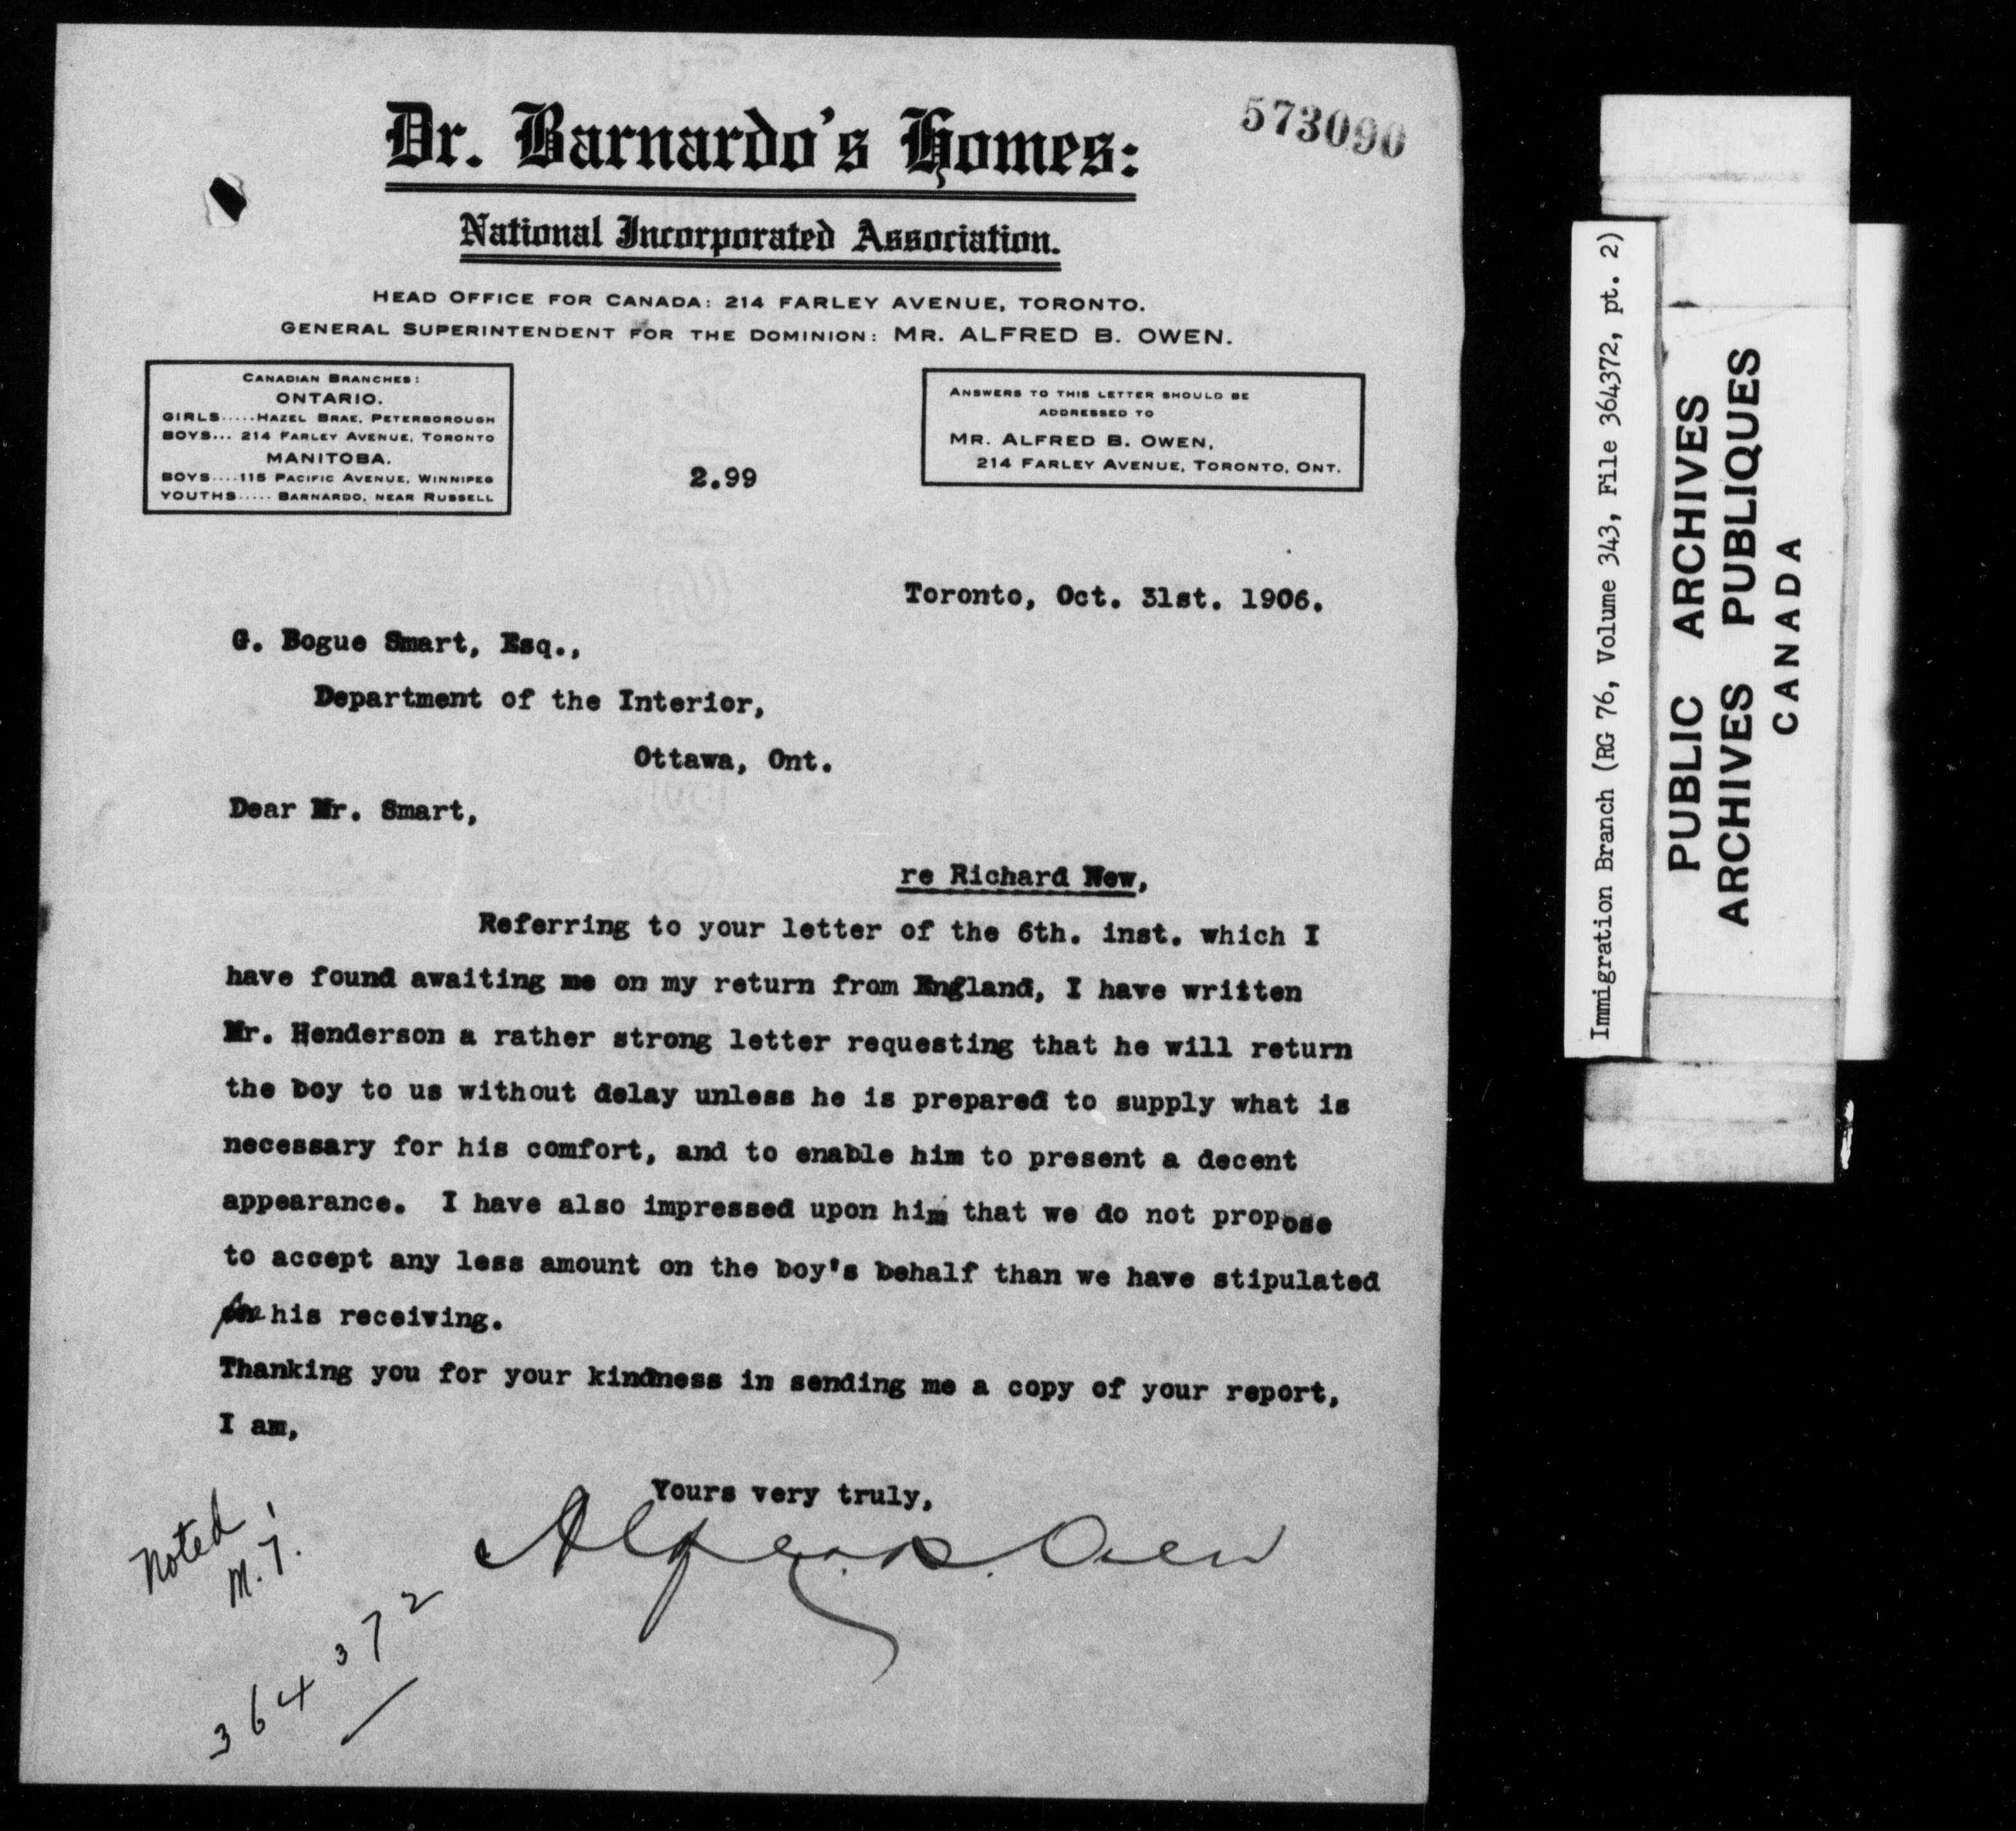 573090
Dr. Barnardo's Homes:
National Incorporated Association.
HEAD OFFICE FOR CANADA: 214 FARLEY AVENUE, TORONTO.
GENERAL SUPERINTENDENT FOR THE DOMINION: MR. ALFRED B. OWEN.
CANADIAN BRANCHES:
ONTARIO.
GIRLS.....HAZEL BRAE, PETERBOROUGH
BOYS... 214 FARLEY AVENUE, TORONTO
MANITOBA.
BOYS....115 PACIFIC AVENUE, WINNIPEG
YOUTHS..... BARNARDO, NEAR RUSSELL
2.99
ANSWERS TO THIS LETTER SHOULD BE
ADDRESSED TO
MR. ALFRED B. OWEN,
214 FARLEY AVENUE, TORONTO, ONT.
Toronto, Oct. 31st. 1906.
G. Bogue Smart, Esq.,
Department of the Interior,
Ottawa, Ont.
Dear Mr. Smart,
re Richard New,
Referring to your letter of the 6th. inst. which I
have found awaiting me on my return from England, I have written
Mr. Henderson a rather strong letter requesting that he will return
the boy to us without delay unless he is prepared to supply what is
necessary for his comfort, and to enable him to present a decent
appearance. I have also impressed upon him that we do not propose
to accept any less amount on the boy's behalf than we have stipulated
for his receiving.
Thanking you for your kindness in sending me a copy of your report,
I am,
Yours very truly,
Alfred B. Owen
Noted
M.J.
364372
Immigration Branch (RG 76, Volume 343, File 364372, pt. 2)
PUBLIC ARCHIVES
ARCHIVES PUBLIQUES
CANADA